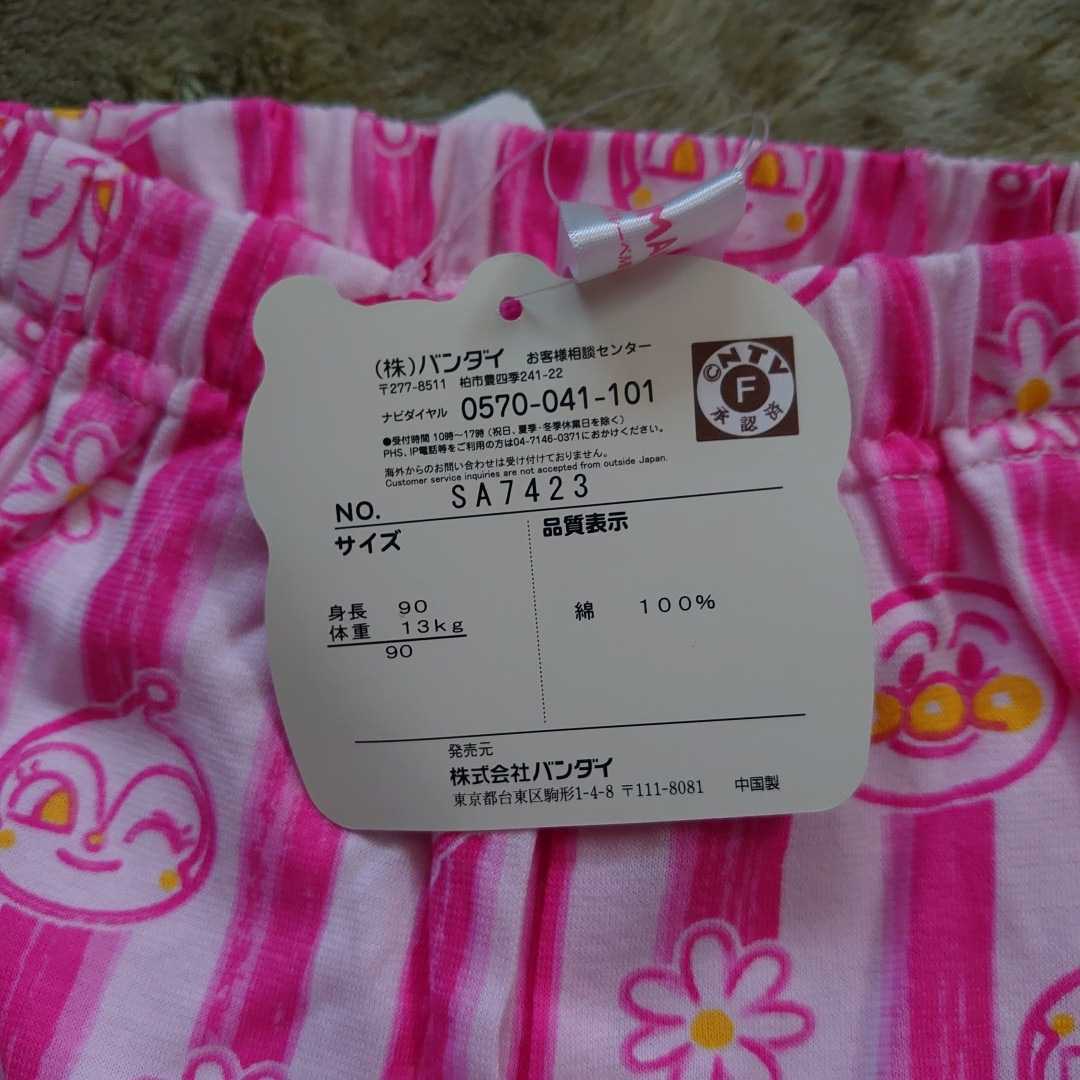 (株)バンダイ お客様相談センター
〒277-8511 柏市豊四季241-22
ナビダイヤル 0570-041-101
●受付時間 10時〜17時 (祝日、夏季・冬季休業日を除く)
PHS、IP電話等をご利用の方は04-7146-0371におかけください。
海外からのお問い合わせは受け付けておりません。
Customer service inquiries are not accepted from outside Japan.
NTV
F
承認済
NO. SA7423
サイズ
品質表示
身長 90
体重 13kg
90
綿 100%
発売元
株式会社バンダイ
東京都台東区駒形1-4-8 〒111-8081 中国製